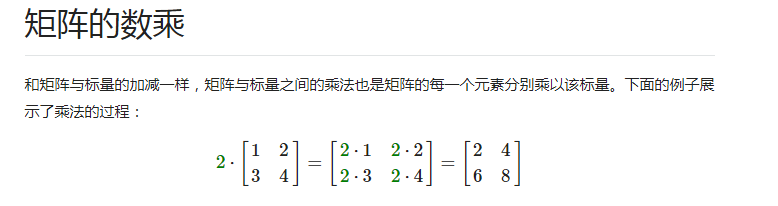 矩阵的数乘
和矩阵与标量的加减一样，矩阵与标量之间的乘法也是矩阵的每一个元素分别乘以该标量。下面的例子展
示了乘法的过程：
2 · [1 2 = [2 · 1 2 · 2 = [2 4
3 4] 2 · 3 2 · 4] 6 8]